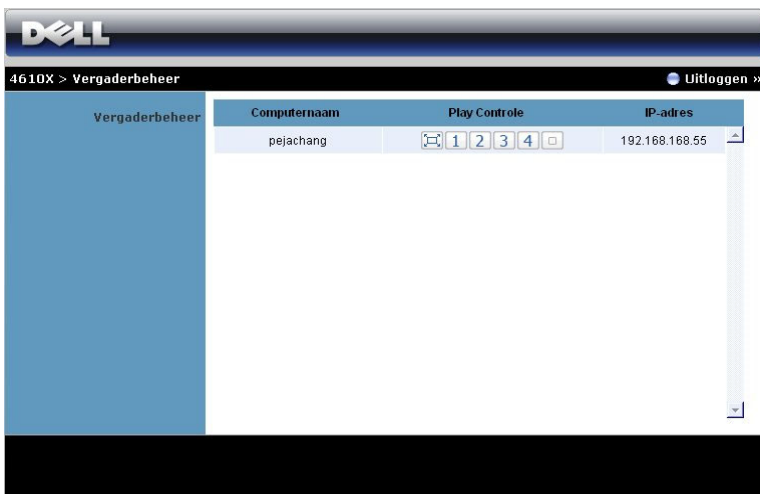 DELL
4610X > Vergaderbeheer
Uitloggen »
Vergaderbeheer
Computernaam Play Controle IP-adres
pejachang 1 2 3 4 192.168.168.55